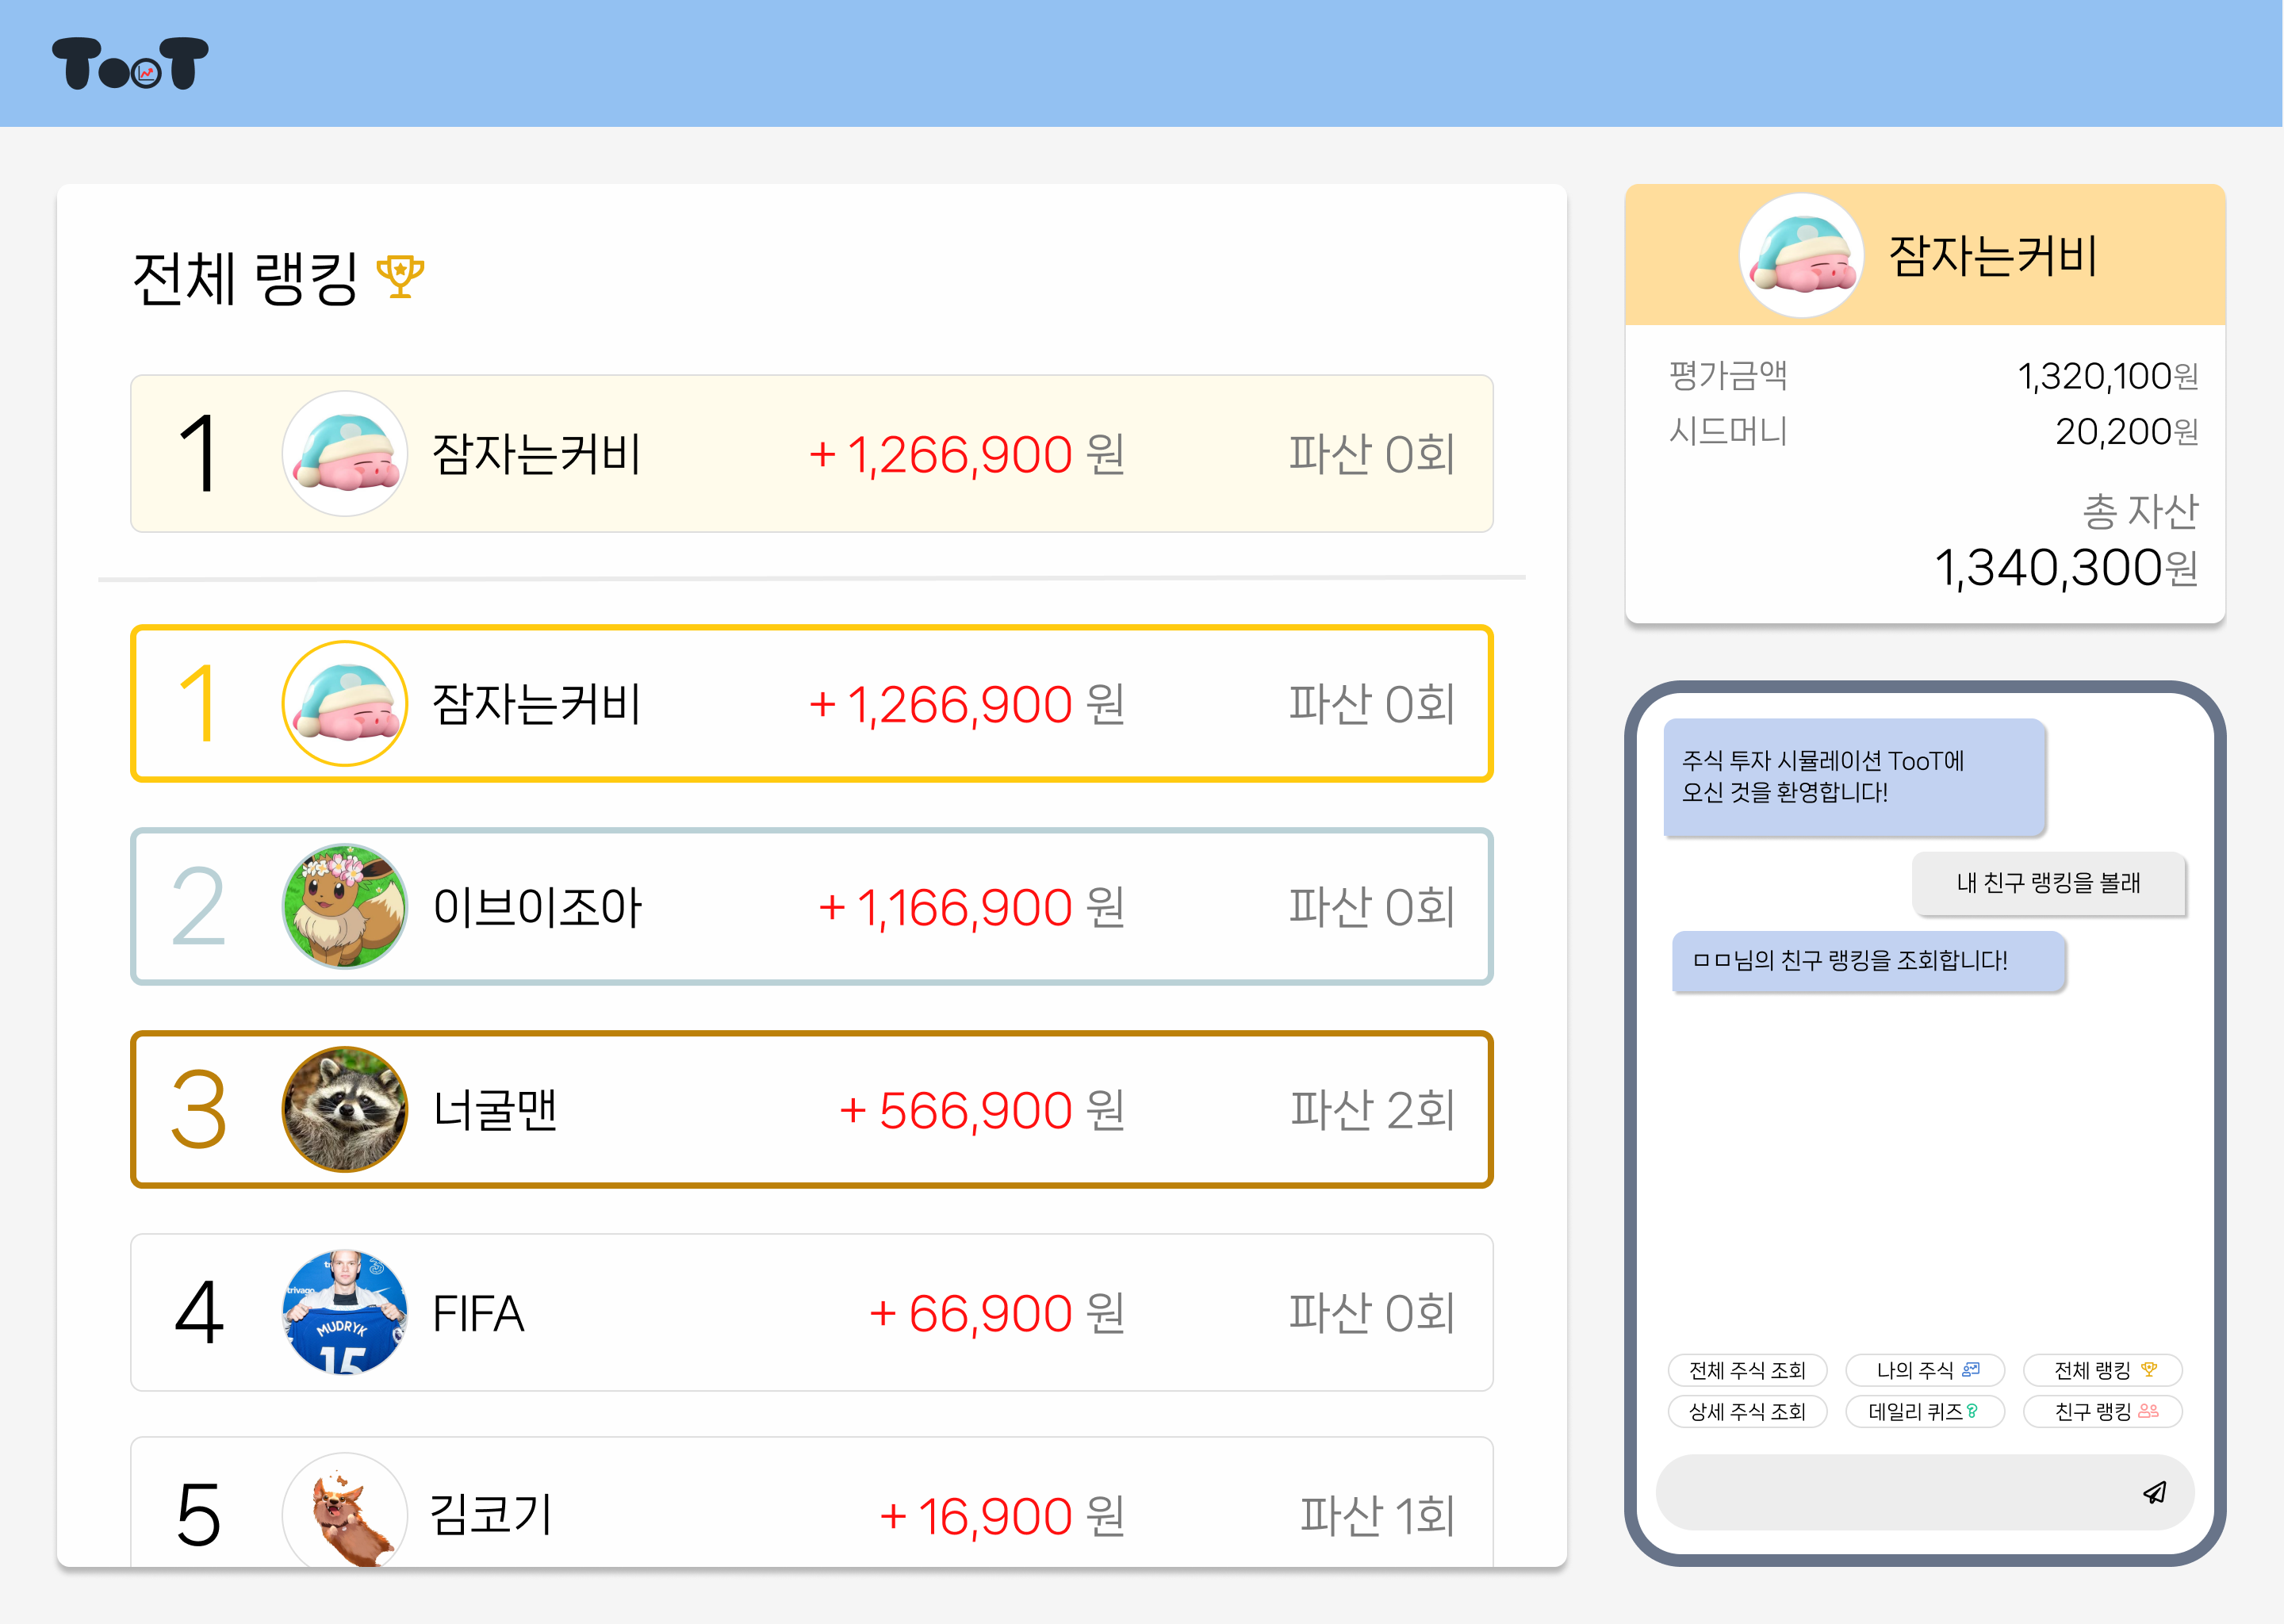 TooT
전체 랭킹
1 잠자는커비 + 1,266,900 원 파산 0회
1 잠자는커비 + 1,266,900 원 파산 0회
2 이브이조아 + 1,166,900 원 파산 0회
3 너굴맨 + 566,900 원 파산 2회
4 FIFA + 66,900 원 파산 0회
trivago
MUDRYK
15
5 김코기 + 16,900 원 파산 1회
잠자는커비
평가금액 1,320,100원
시드머니 20,200원
총 자산
1,340,300원
주식 투자 시뮬레이션 TooT에
오신 것을 환영합니다!
내 친구 랭킹을 볼래
ㅁㅁ님의 친구 랭킹을 조회합니다!
전체 주식 조회 나의 주식 전체 랭킹
상세 주식 조회 데일리 퀴즈 친구 랭킹